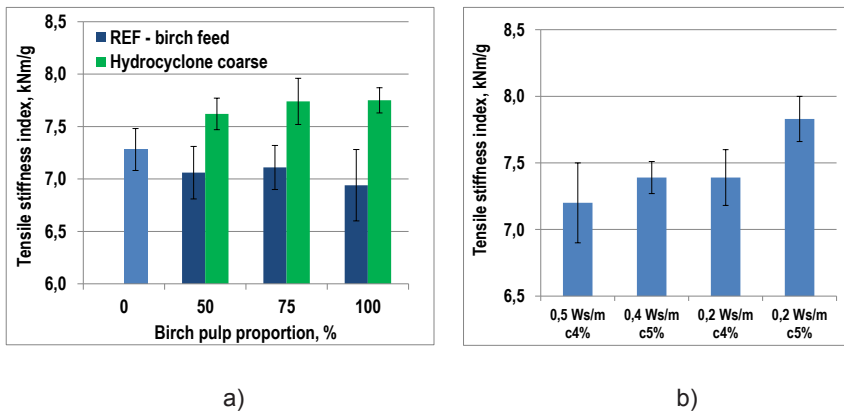 8,5
8,0
7,5
7,0
6,5
6,0
Tensile stiffness index, kNm/g
REF - birch feed
Hydrocyclone coarse
0 50 75 100
Birch pulp proportion, %
a)
8,5
8,0
7,5
7,0
6,5
Tensile stiffness index, kNm/g
0,5 Ws/m 0,4 Ws/m 0,2 Ws/m 0,2 Ws/m
c4% c5% c4% c5%
b)